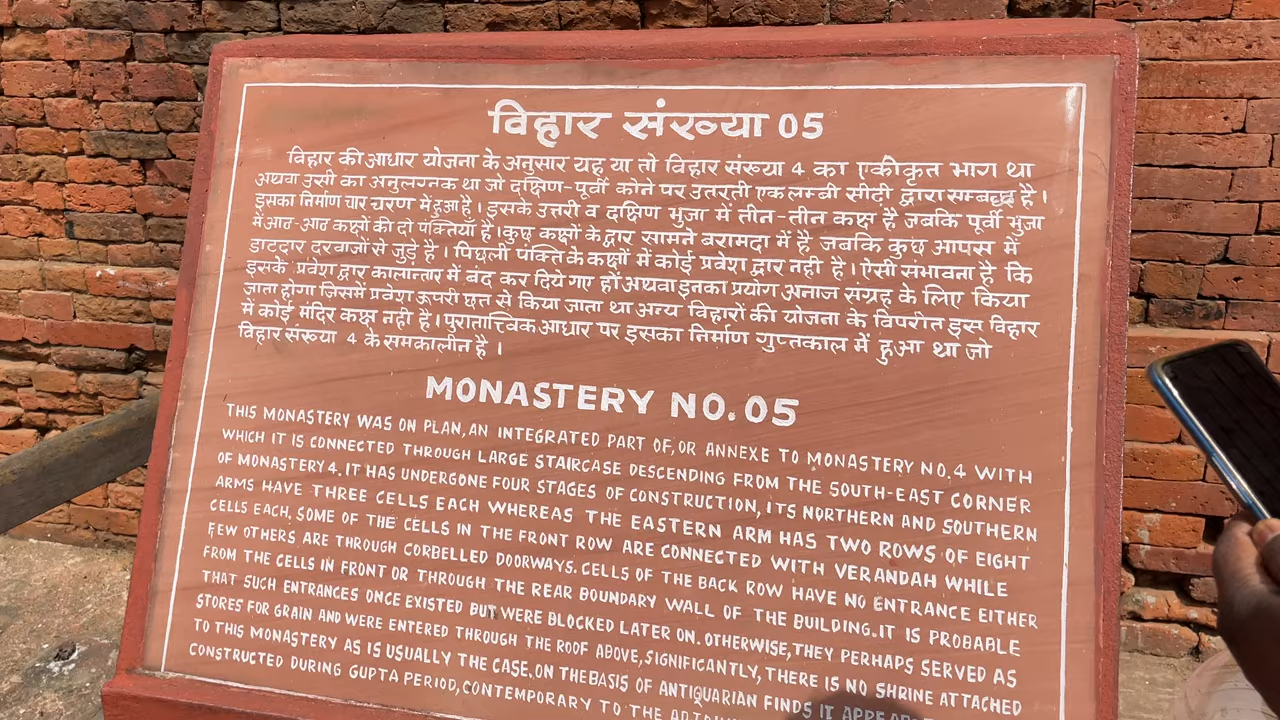 विहार संख्या 05
विहार की आधार योजना के अनुसार यह या तो विहार संख्या 4 का एकीकृत भाग था
अथवा उसी का अनुलग्नक था जो दक्षिण-पूर्वी कोने पर उतरती एक लम्बी सीढ़ी द्वारा सम्बद्ध है।
इसका निर्माण चार चरण में हुआ है। इसके उत्तरी व दक्षिण भुजा में तीन-तीन कक्ष है जबकि पूर्वी भुजा
में आठ-आठ कक्षों की दो पंक्तियाँ है। कुछ कक्षों के द्वार सामने बरामदा में है, जबकि कुछ आपस में
डाटदार दरवाजों से जुड़े है। पिछली पंक्ति के कक्षों में कोई प्रवेश द्वार नही है। ऐसी संभावना है कि
इसके प्रवेश द्वार कालान्तार में बंद कर दिये गए हों अथवा इनका प्रयोग अनाज संग्रह के लिए किया
जाता होगा जिसमें प्रवेश ऊपरी छत से किया जाता था अन्य विहारों की योजना के विपरीत इस विहार
में कोई मंदिर कक्ष नही है। पुरातात्त्विक आधार पर इसका निर्माण गुप्तकाल में हुआ था जो
विहार संख्या 4 के समकालीन है।
MONASTERY NO.05
THIS MONASTERY WAS ON PLAN, AN INTEGRATED PART OF, OR ANNEXE TO MONASTERY NO.4 WITH
WHICH IT IS CONNECTED THROUGH LARGE STAIRCASE DESCENDING FROM THE SOUTH-EAST CORNER
OF MONASTERY 4. IT HAS UNDERGONE FOUR STAGES OF CONSTRUCTION, ITS NORTHERN AND SOUTHERN
ARMS HAVE THREE CELLS EACH WHEREAS THE EASTERN ARM HAS TWO ROWS OF EIGHT
CELLS EACH. SOME OF THE CELLS IN THE FRONT ROW ARE CONNECTED WITH VERANDAH WHILE
FEW OTHERS ARE THROUGH CORBELLED DOORWAYS. CELLS OF THE BACK ROW HAVE NO ENTRANCE EITHER
FROM THE CELLS IN FRONT OR THROUGH THE REAR BOUNDARY WALL OF THE BUILDING. IT IS PROBABLE
THAT SUCH ENTRANCES ONCE EXISTED BUT WERE BLOCKED LATER ON. OTHERWISE, THEY PERHAPS SERVED AS
STORES FOR GRAIN AND WERE ENTERED THROUGH THE ROOF ABOVE, SIGNIFICANTLY, THERE IS NO SHRINE ATTACHED
TO THIS MONASTERY AS IS USUALLY THE CASE. ON THE BASIS OF ANTIQUARIAN FINDS IT
CONSTRUCTED DURING GUPTA PERIOD, CONTEMPORARY TO THE